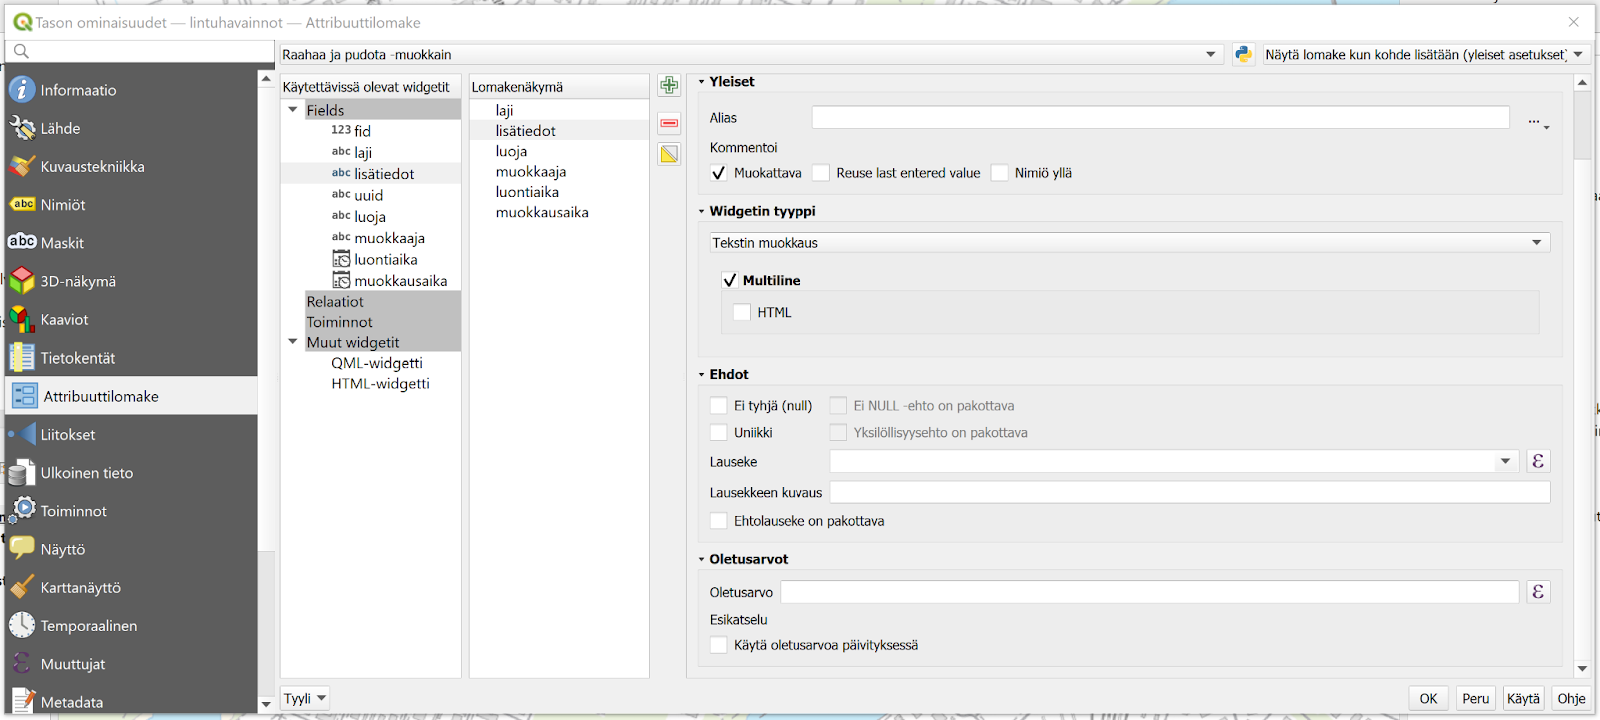 Tason ominaisuudet — lintuhavainnot — Attribuuttilomake
Informaatio
Lähde
Kuvaustekniikka
abc Nimiöt
abc Maskit
3D-näkymä
Kaaviot
Tietokentät
Attribuuttilomake
Liitokset
Ulkoinen tieto
Toiminnot
Näyttö
Karttanäyttö
Temporaalinen
ε Muuttujat
Metadata
Raahaa ja pudota -muokkain
Näytä lomake kun kohde lisätään (yleiset asetukset)
Käytettävissä olevat widgetit
Fields
123 fid
abc laji
abc lisätiedot
abc uuid
abc luoja
abc muokkaaja
luontiaika
muokkausaika
Relaatiot
Toiminnot
Muut widgetit
QML-widgetti
HTML-widgetti
Lomakenäkymä
laji
lisätiedot
luoja
muokkaaja
luontiaika
muokkausaika
Yleiset
Alias
...
Kommentoi
Muokattava Reuse last entered value Nimiö yllä
Widgetin tyyppi
Tekstin muokkaus
Multiline
HTML
Ehdot
Ei tyhjä (null) Ei NULL -ehto on pakottava
Uniikki Yksilöllisyysehto on pakottava
Lauseke ε
Lausekkeen kuvaus
Ehtolauseke on pakottava
Oletusarvot
Oletusarvo ε
Esikatselu
Käytä oletusarvoa päivityksessä
Tyyli
OK Peru Käytä Ohje